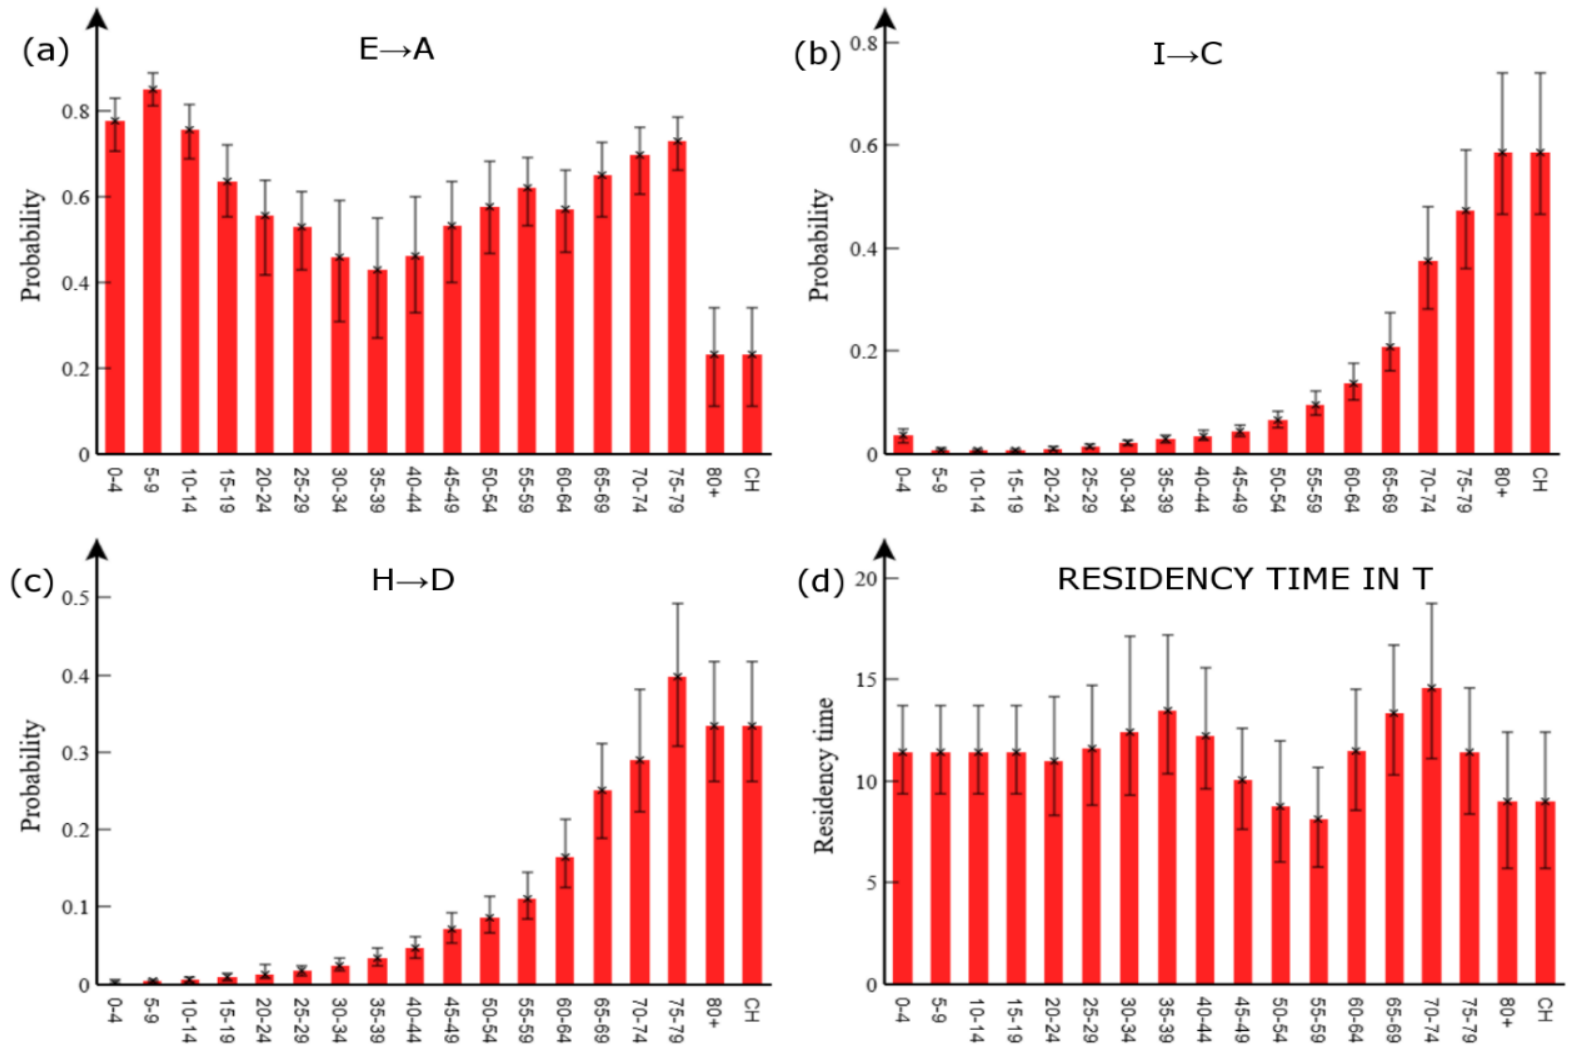 (a) E→A
Probability
0.8
0.6
0.4
0.2
0
0-4 5-9 10-14 15-19 20-24 25-29 30-34 35-39 40-44 45-49 50-54 55-59 60-64 65-69 70-74 75-79 80+ CH
(b) I→C
Probability
0.8
0.6
0.4
0.2
0
0-4 5-9 10-14 15-19 20-24 25-29 30-34 35-39 40-44 45-49 50-54 55-59 60-64 65-69 70-74 75-79 80+ CH
(c) H→D
Probability
0.5
0.4
0.3
0.2
0.1
0
0-4 5-9 10-14 15-19 20-24 25-29 30-34 35-39 40-44 45-49 50-54 55-59 60-64 65-69 70-74 75-79 80+ CH
(d) RESIDENCY TIME IN T
Residency time
20
15
10
5
0
0-4 5-9 10-14 15-19 20-24 25-29 30-34 35-39 40-44 45-49 50-54 55-59 60-64 65-69 70-74 75-79 80+ CH